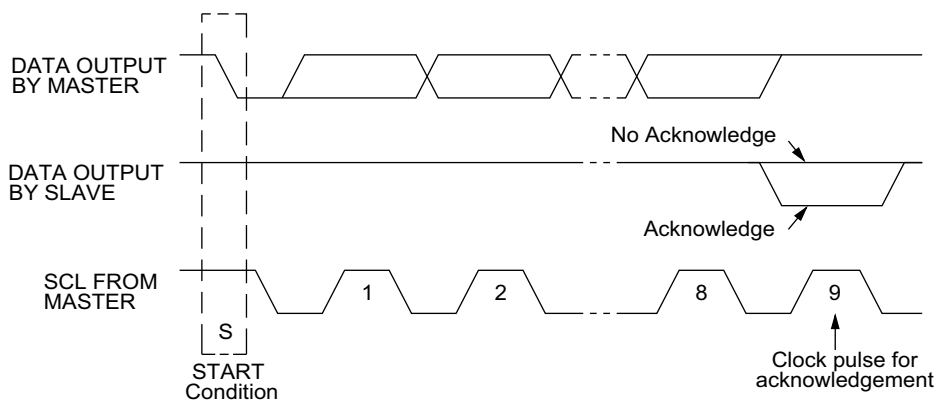 DATA OUTPUT
BY MASTER
No Acknowledge
DATA OUTPUT
BY SLAVE
Acknowledge
SCL FROM
MASTER
1
2
8
9
S
START
Condition
Clock pulse for
acknowledgement